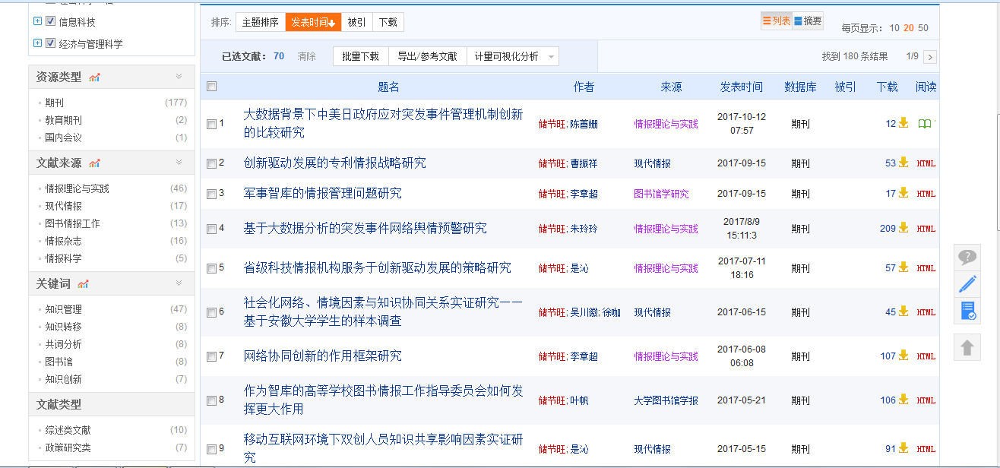 信息科技
经济与管理科学
资源类型
期刊 (177)
教育期刊 (2)
国内会议 (1)
文献来源
情报理论与实践 (46)
现代情报 (17)
图书情报工作 (13)
情报杂志 (16)
情报科学 (5)
关键词
知识管理 (47)
知识转移 (8)
共词分析 (8)
图书馆 (8)
知识创新 (7)
文献类型
综述类文献 (10)
政策研究类 (7)
排序: 主题排序 发表时间↓ 被引 下载 列表 摘要 每页显示: 10 20 50
已选文献: 70 清除 批量下载 导出/参考文献 计量可视化分析 找到 180 条结果 1/9 >
题名 作者 来源 发表时间 数据库 被引 下载 阅读
1 大数据背景下中美日政府应对突发事件管理机制创新
的比较研究 储节旺; 陈善姗 情报理论与实践 2017-10-12
07:57 期刊 12
2 创新驱动发展的专利情报战略研究 储节旺; 曹振祥 现代情报 2017-09-15 期刊 53 HTML
3 军事智库的情报管理问题研究 储节旺; 李章超 图书馆学研究 2017-09-15 期刊 17 HTML
4 基于大数据分析的突发事件网络舆情预警研究 储节旺; 朱玲玲 情报理论与实践 2017/8/9
15:11:3 期刊 209 HTML
5 省级科技情报机构服务于创新驱动发展的策略研究 储节旺; 是沁 情报理论与实践 2017-07-11
18:16 期刊 57 HTML
6 社会化网络、情境因素与知识协同关系实证研究——
基于安徽大学学生的样本调查 储节旺; 吴川徽; 徐咖 现代情报 2017-06-15 期刊 45 HTML
7 网络协同创新的作用框架研究 储节旺; 李章超 情报理论与实践 2017-06-08
06:08 期刊 107 HTML
8 作为智库的高等学校图书情报工作指导委员会如何发
挥更大作用 储节旺; 叶帆 大学图书馆学报 2017-05-21 期刊 106 HTML
9 移动互联网环境下双创人员知识共享影响因素实证研
究 储节旺; 是沁 现代情报 2017-05-15 期刊 91 HTML